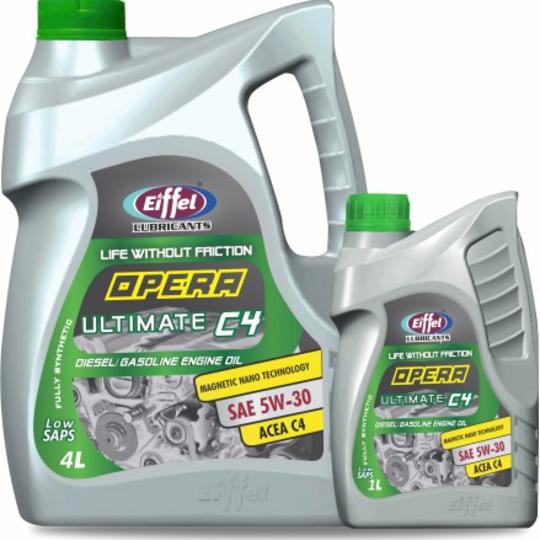 Eiffel
LUBRICANTS
LIFE WITHOUT FRICTION
OPERA
ULTIMATE C4
DIESEL/GASOLINE ENGINE OIL
FULLY SYNTHETIC
MAGNETIC NANO TECHNOLOGY
SAE 5W-30
ACEA C4
Low
SAPS
4L
Eiffel
Eiffel
LUBRICANTS
LIFE WITHOUT FRICTION
OPERA
ULTIMATE C4
DIESEL/GASOLINE ENGINE OIL
FULLY SYNTHETIC
MAGNETIC NANO TECHNOLOGY
SAE 5W-30
ACEA C4
Low
SAPS
1L
Eiffel